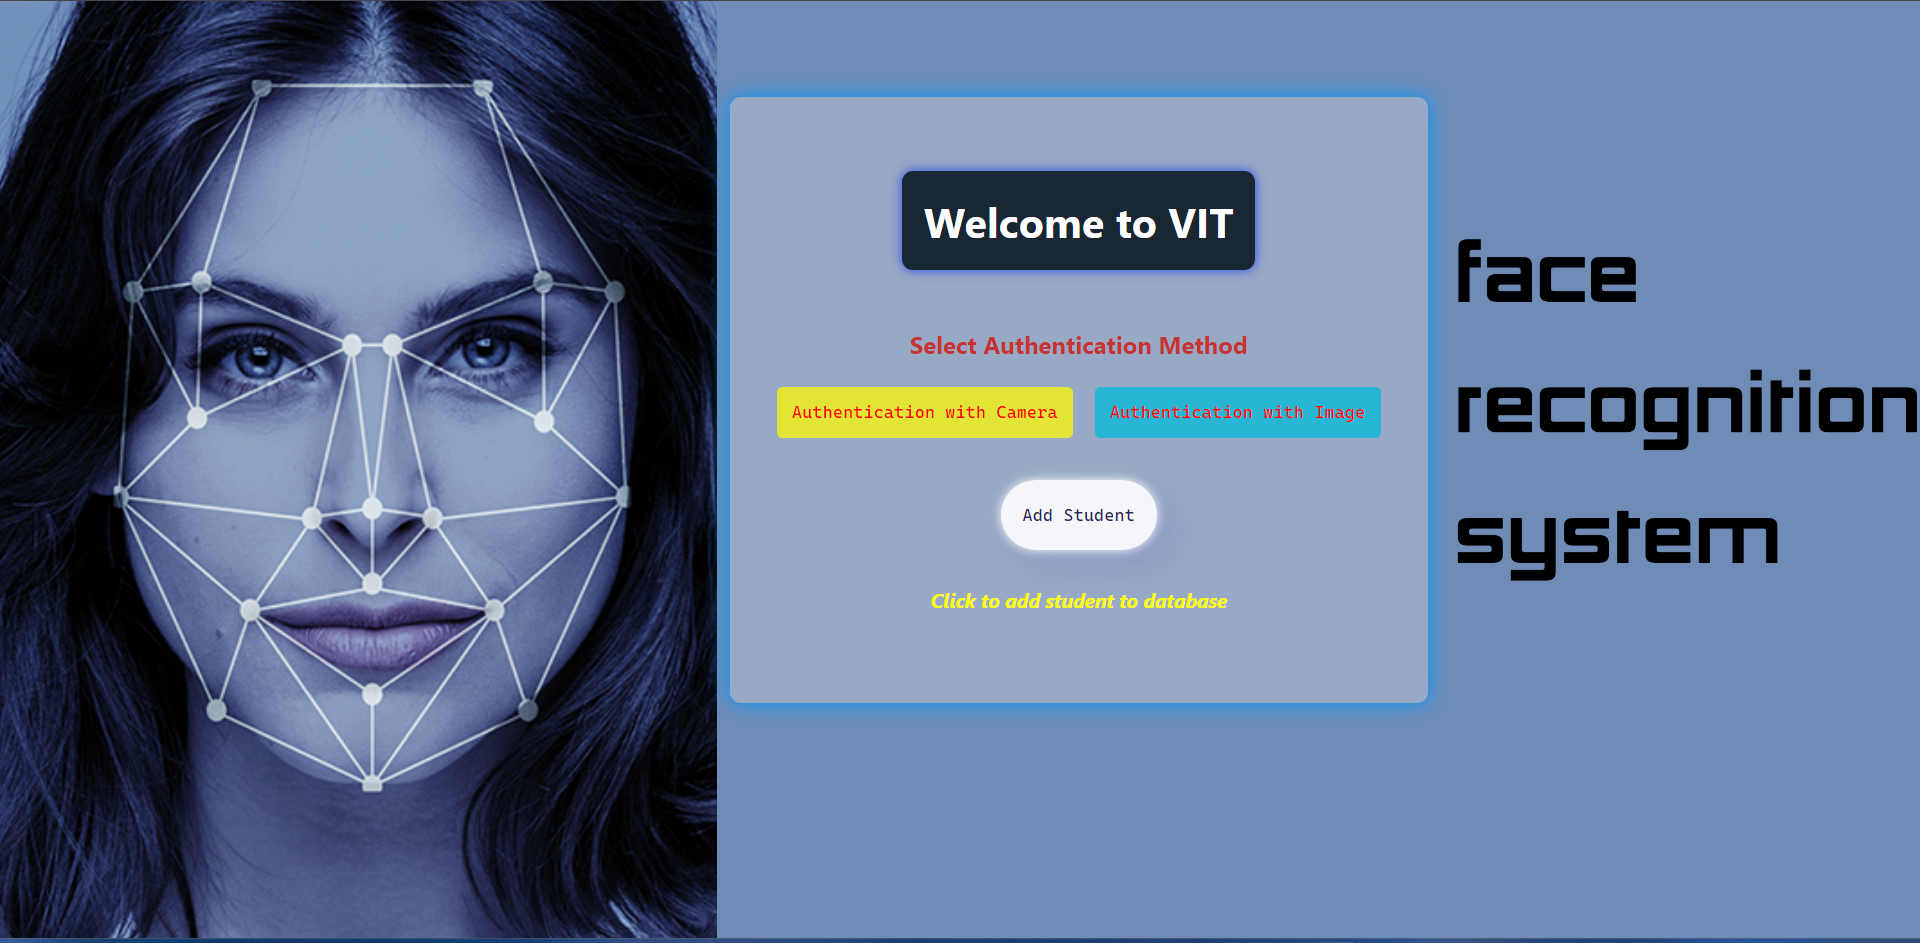 Welcome to VIT
Select Authentication Method
Authentication with Camera
Authentication with Image
Add Student
Click to add student to database
face
recognition
system